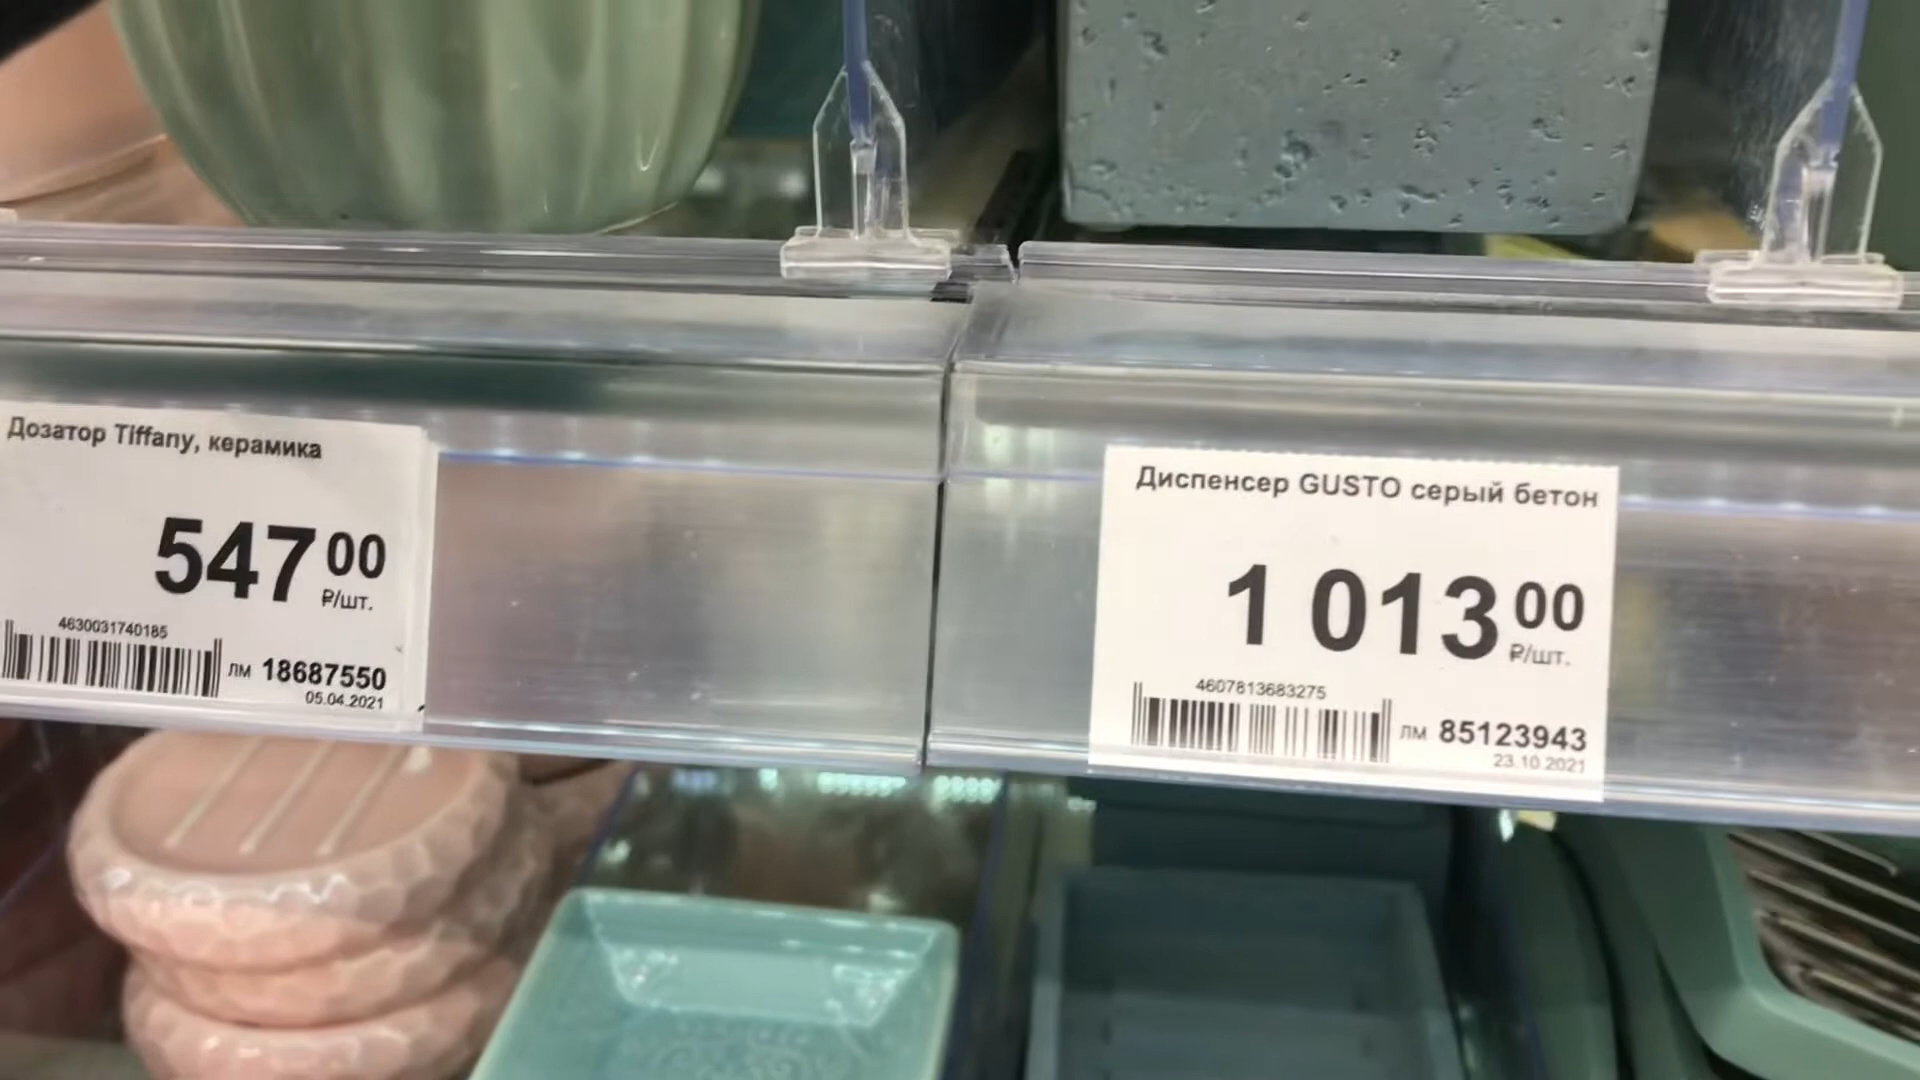 Дозатор Tiffany, керамика
547 00
₽/шт.
4630031740185
лм 18687550
05.04.2021
Диспенсер GUSTO серый бетон
1 013 00
₽/шт.
4607813683275
лм 85123943
23.10.2021